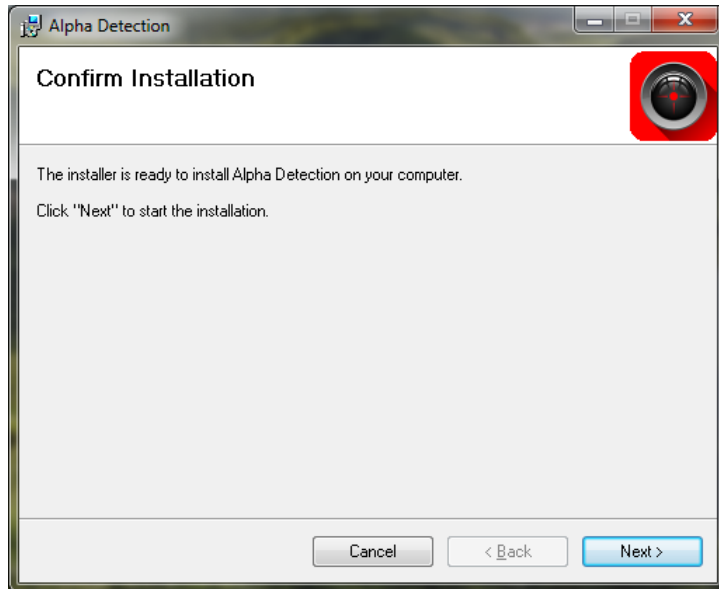 Alpha Detection
Confirm Installation
The installer is ready to install Alpha Detection on your computer.
Click "Next" to start the installation.
Cancel
< Back
Next >